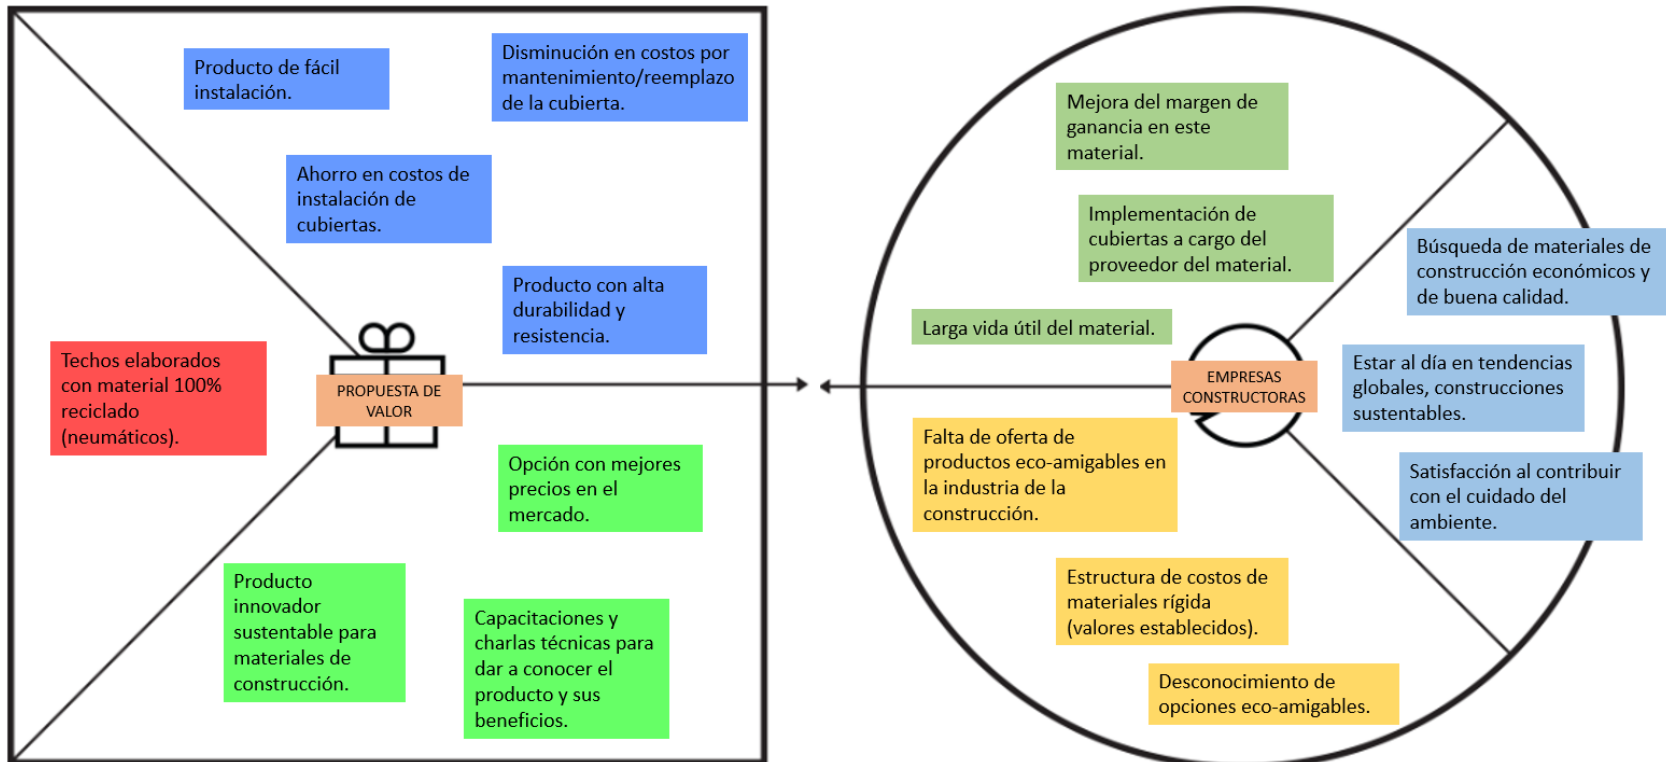 Producto de fácil
instalación.
Disminución en costos por
mantenimiento/reemplazo
de la cubierta.
Ahorro en costos de
instalación de
cubiertas.
Producto con alta
durabilidad y
resistencia.
Techos elaborados
con material 100%
reciclado
(neumáticos).
PROPUESTA DE
VALOR
Opción con mejores
precios en el
mercado.
Producto
innovador
sustentable para
materiales de
construcción.
Capacitaciones y
charlas técnicas para
dar a conocer el
producto y sus
beneficios.
Mejora del margen de
ganancia en este
material.
Implementación de
cubiertas a cargo del
proveedor del material.
Larga vida útil del material.
Búsqueda de materiales de
construcción económicos y
de buena calidad.
Estar al día en tendencias
globales, construcciones
sustentables.
Satisfacción al contribuir
con el cuidado del
ambiente.
EMPRESAS
CONSTRUCTORAS
Falta de oferta de
productos eco-amigables en
la industria de la
construcción.
Estructura de costos de
materiales rígida
(valores establecidos).
Desconocimiento de
opciones eco-amigables.